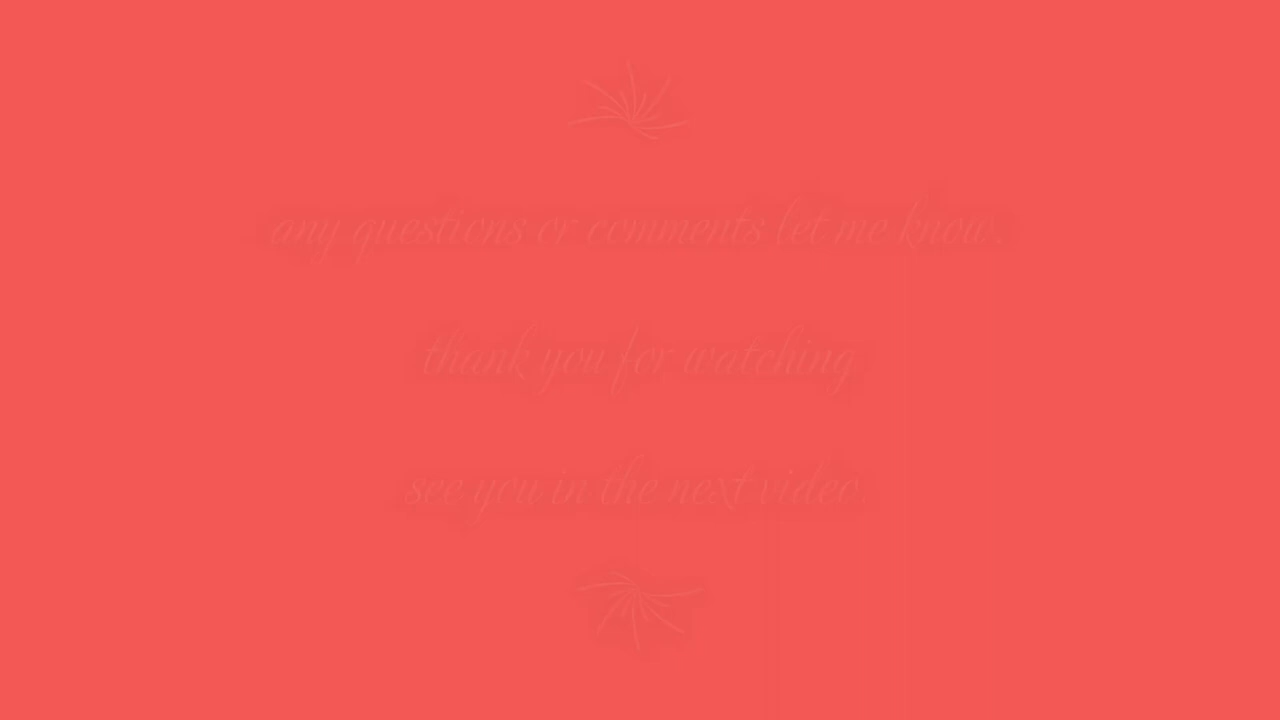 any questions or comments let me know.
thank you for watching.
see you in the next video.